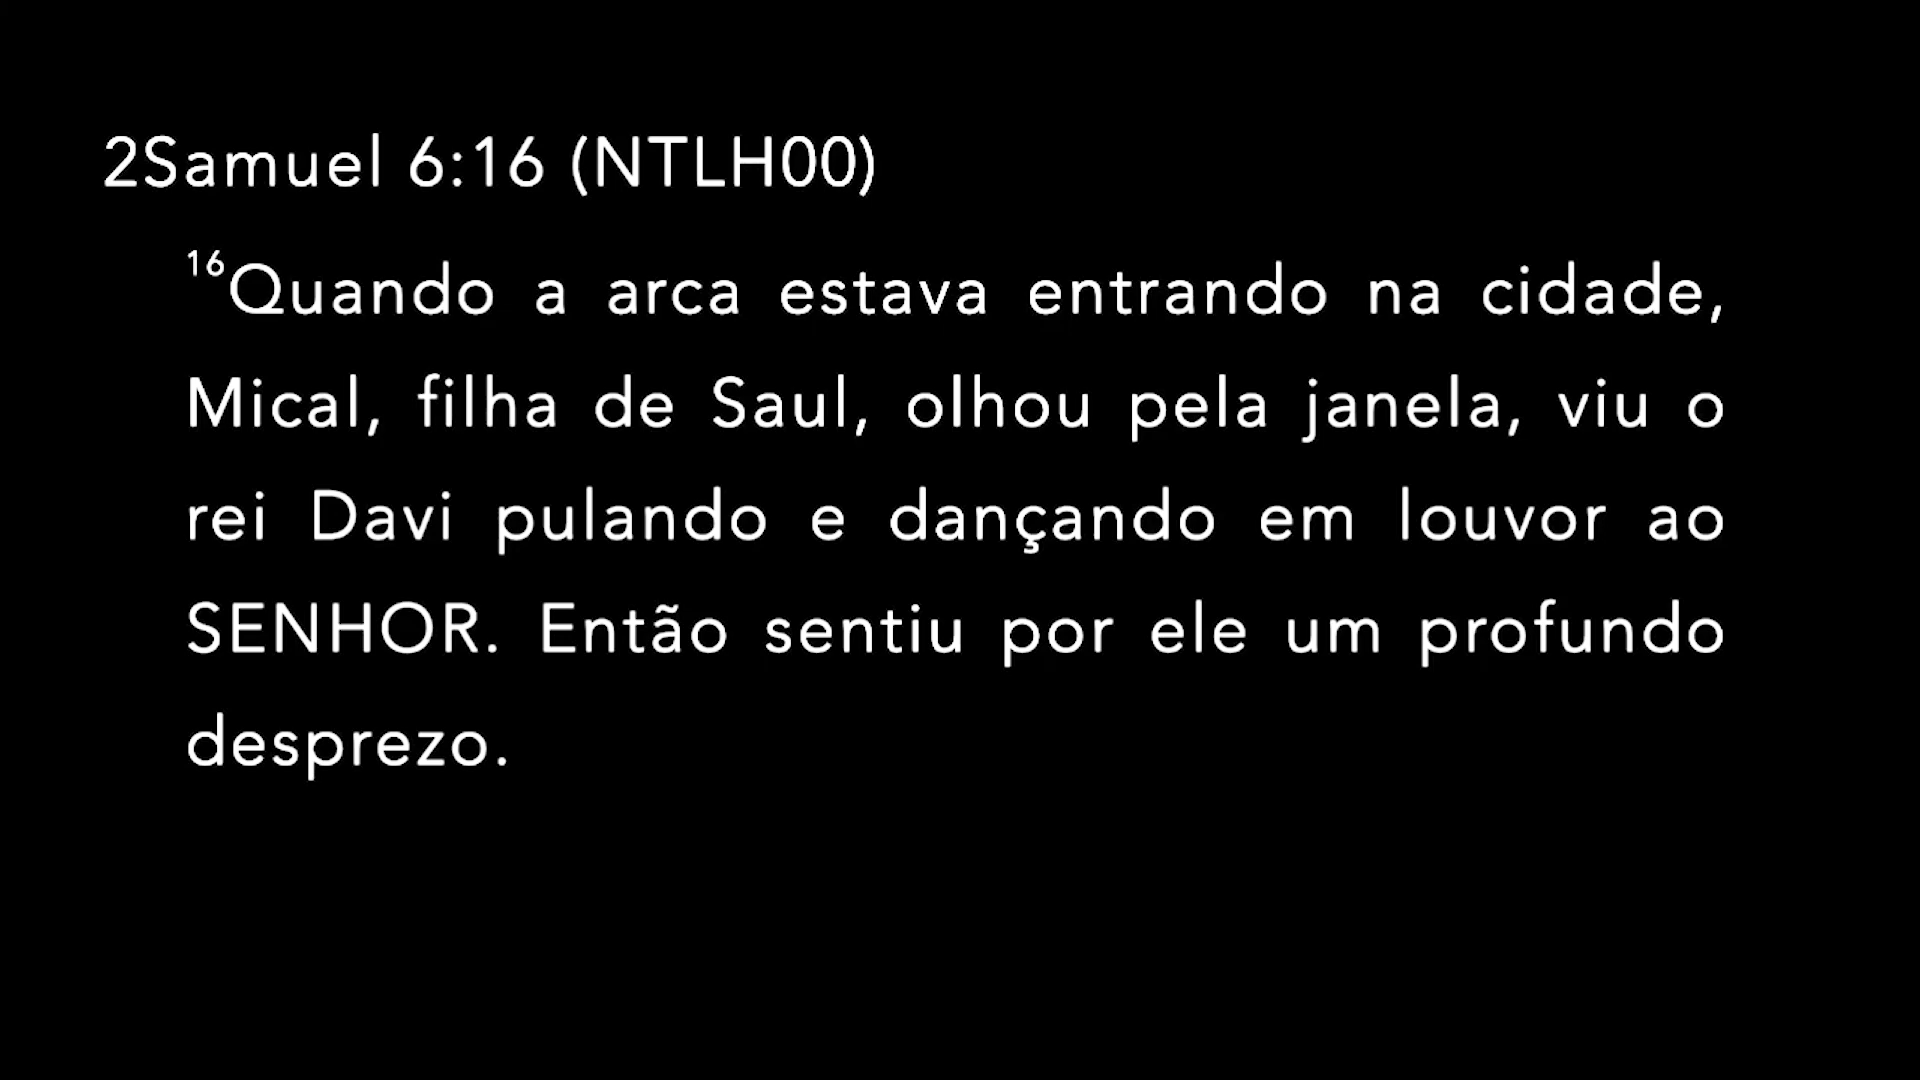 2Samuel 6:16 (NTLH00)
16Quando a arca estava entrando na cidade,
Mical, filha de Saul, olhou pela janela, viu o
rei Davi pulando e dançando em louvor ao
SENHOR. Então sentiu por ele um profundo
desprezo.